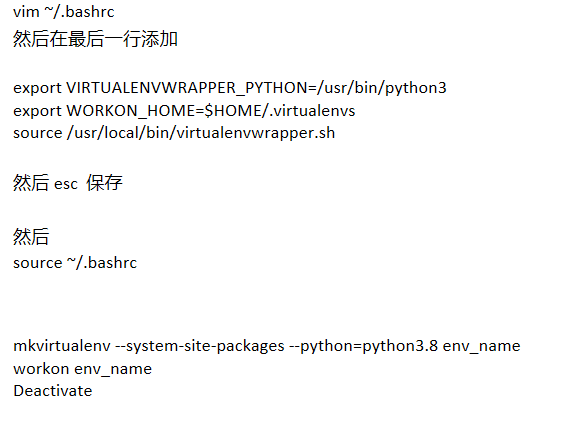 vim ~/.bashrc
然后在最后一行添加
export VIRTUALENVWRAPPER_PYTHON=/usr/bin/python3
export WORKON_HOME=$HOME/.virtualenvs
source /usr/local/bin/virtualenvwrapper.sh
然后 esc 保存
然后
source ~/.bashrc
mkvirtualenv --system-site-packages --python=python3.8 env_name
workon env_name
Deactivate